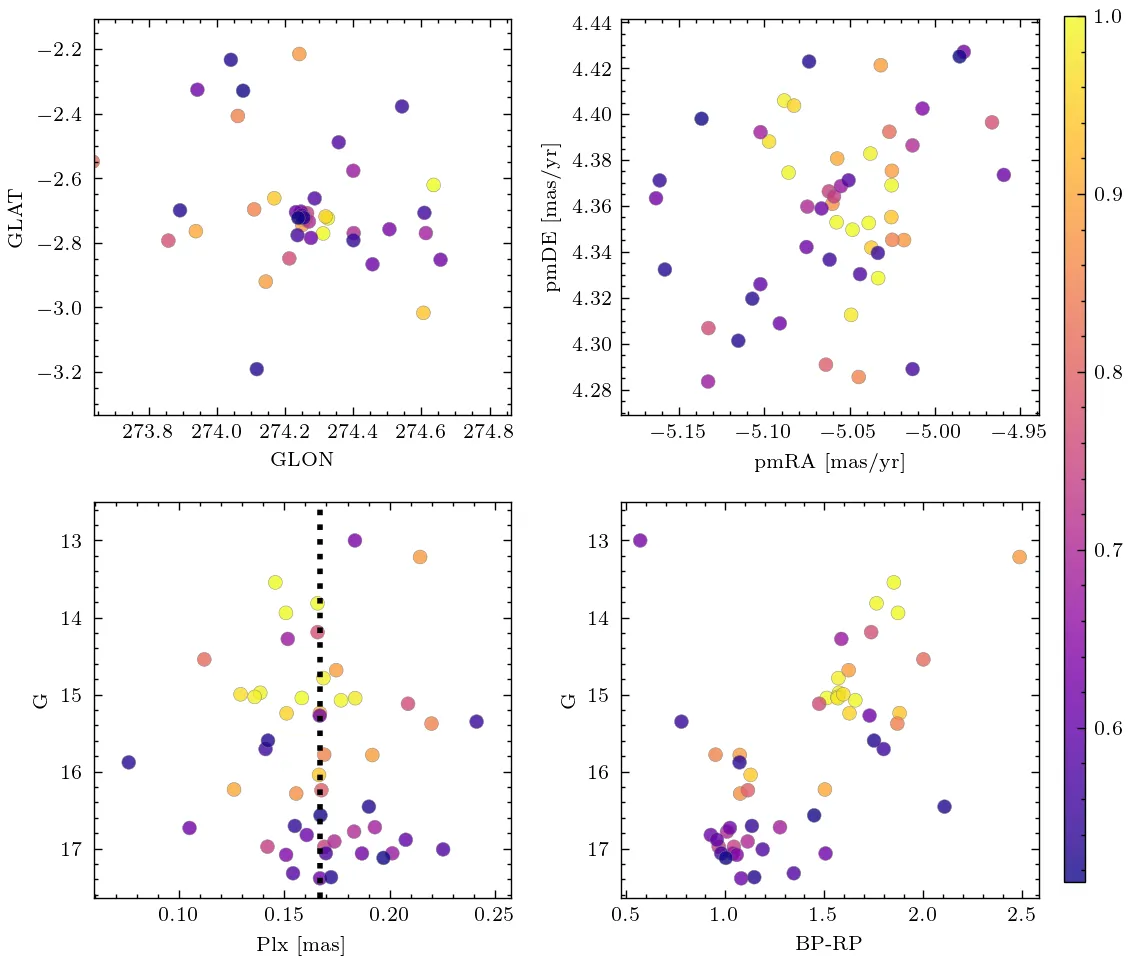 −2.2
−2.4
−2.6
−2.8
−3.0
−3.2
GLAT
273.8 274.0 274.2 274.4 274.6 274.8
GLON
4.44
4.42
4.40
4.38
4.36
4.34
4.32
4.30
4.28
pmDE [mas/yr]
−5.15 −5.10 −5.05 −5.00 −4.95
pmRA [mas/yr]
13
14
15
16
17
G
0.10 0.15 0.20 0.25
Plx [mas]
13
14
15
16
17
G
0.5 1.0 1.5 2.0 2.5
BP-RP
1.0
0.9
0.8
0.7
0.6